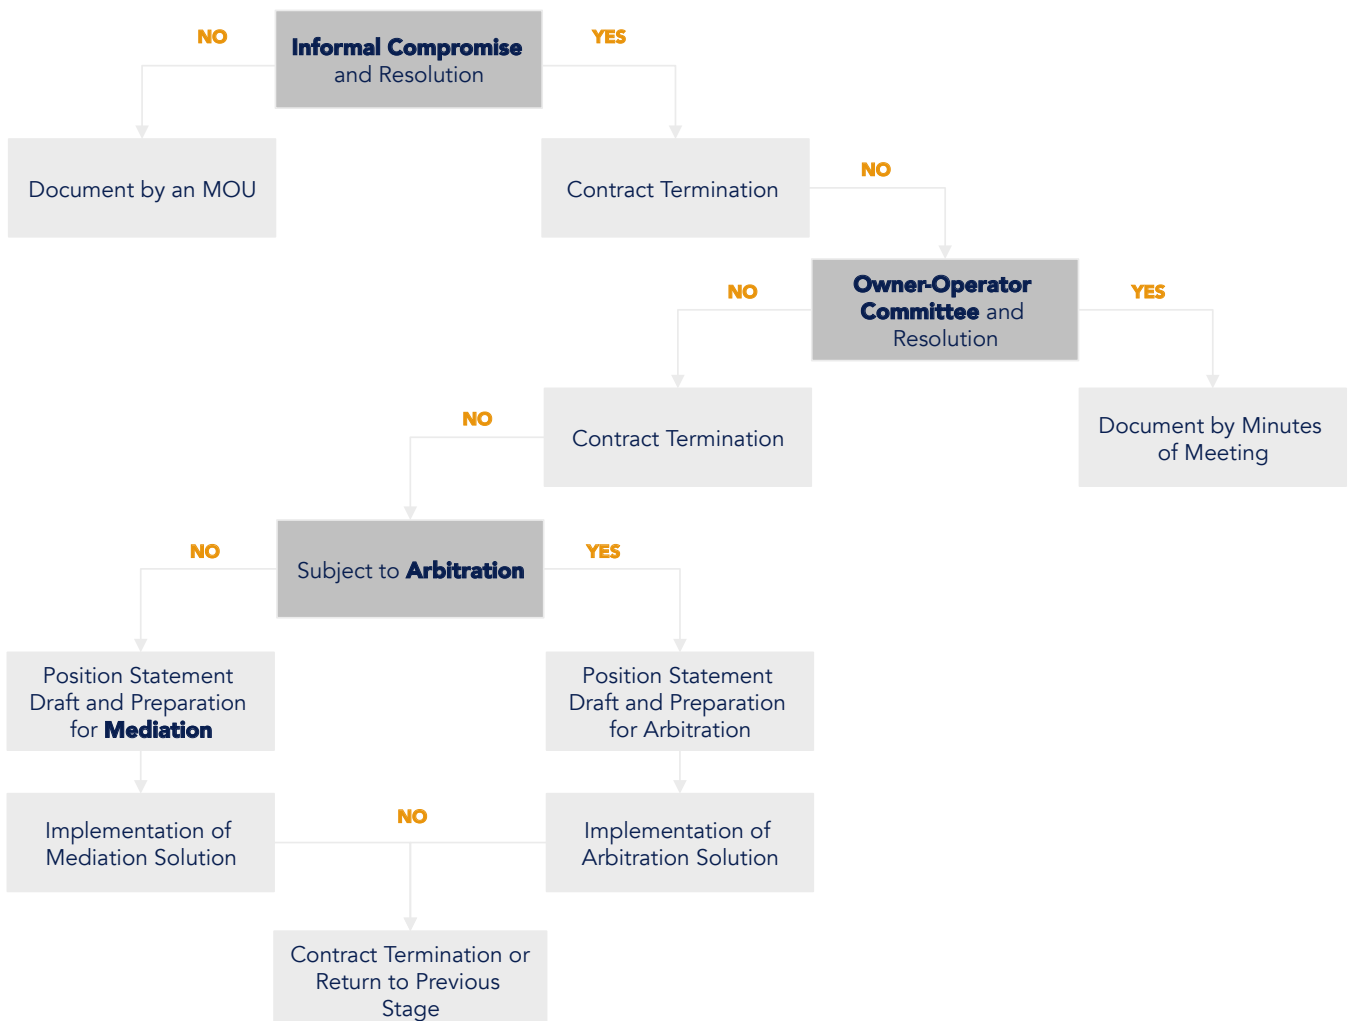 NO
Informal Compromise
and Resolution
YES
Document by an MOU
Contract Termination
NO
NO
Owner-Operator
Committee and
Resolution
YES
NO
Contract Termination
Document by Minutes
of Meeting
NO
Subject to Arbitration
YES
Position Statement
Draft and Preparation
for Mediation
Position Statement
Draft and Preparation
for Arbitration
Implementation of
Mediation Solution
NO
Implementation of
Arbitration Solution
Contract Termination or
Return to Previous
Stage